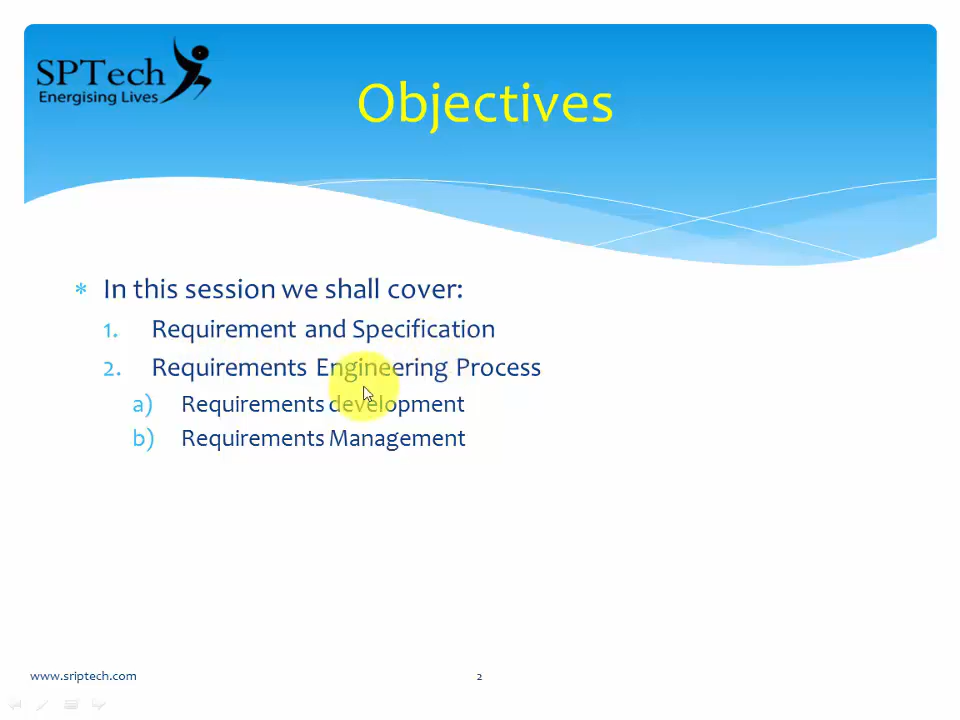 SPTech
Energising Lives
Objectives
* In this session we shall cover:
1. Requirement and Specification
2. Requirements Engineering Process
a) Requirements development
b) Requirements Management
www.sriptech.com
2